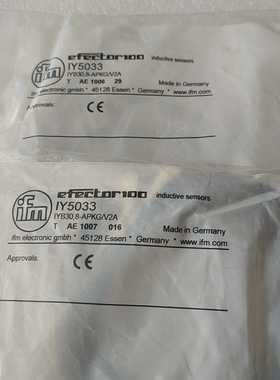 ifm
efector100 inductive sensors
IY5033
IYB30,8-APKG/V2A
T AE 1006 29
Made in Germany
ifm electronic gmbh * 45128 Essen * Germany * www.ifm.com
Approvals:
ifm
efector100 inductive sensors
IY5033
IYB30,8-APKG/V2A
T AE 1007 016
Made in Germany
ifm electronic gmbh * 45128 Essen * Germany * www.ifm.com
Approvals: